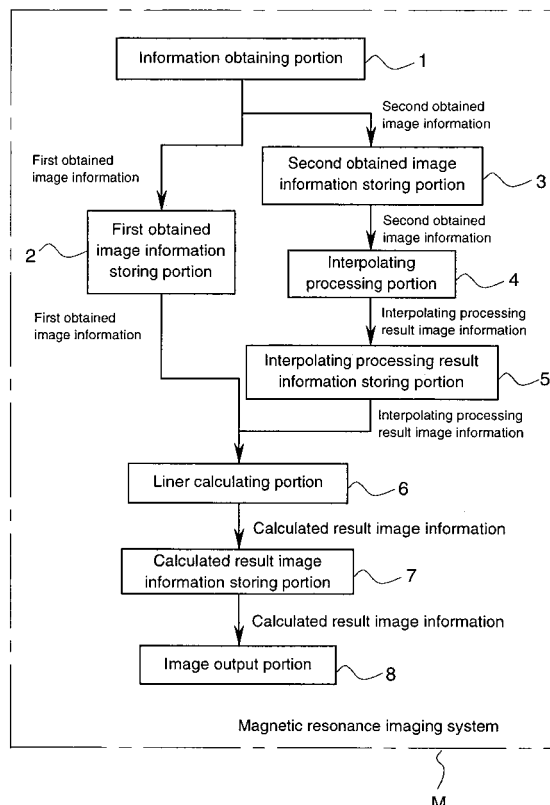 Information obtaining portion
1
Second obtained
image information
First obtained
image information
Second obtained image
information storing portion
3
First obtained
image information
storing portion
2
Second obtained
image information
Interpolating
processing portion
4
First obtained
image information
Interpolating processing
result image information
Interpolating processing result
information storing portion
5
Interpolating processing
result image information
Liner calculating portion
6
Calculated result image information
Calculated result image
information storing portion
7
Calculated result image information
Image output portion
8
Magnetic resonance imaging system
M